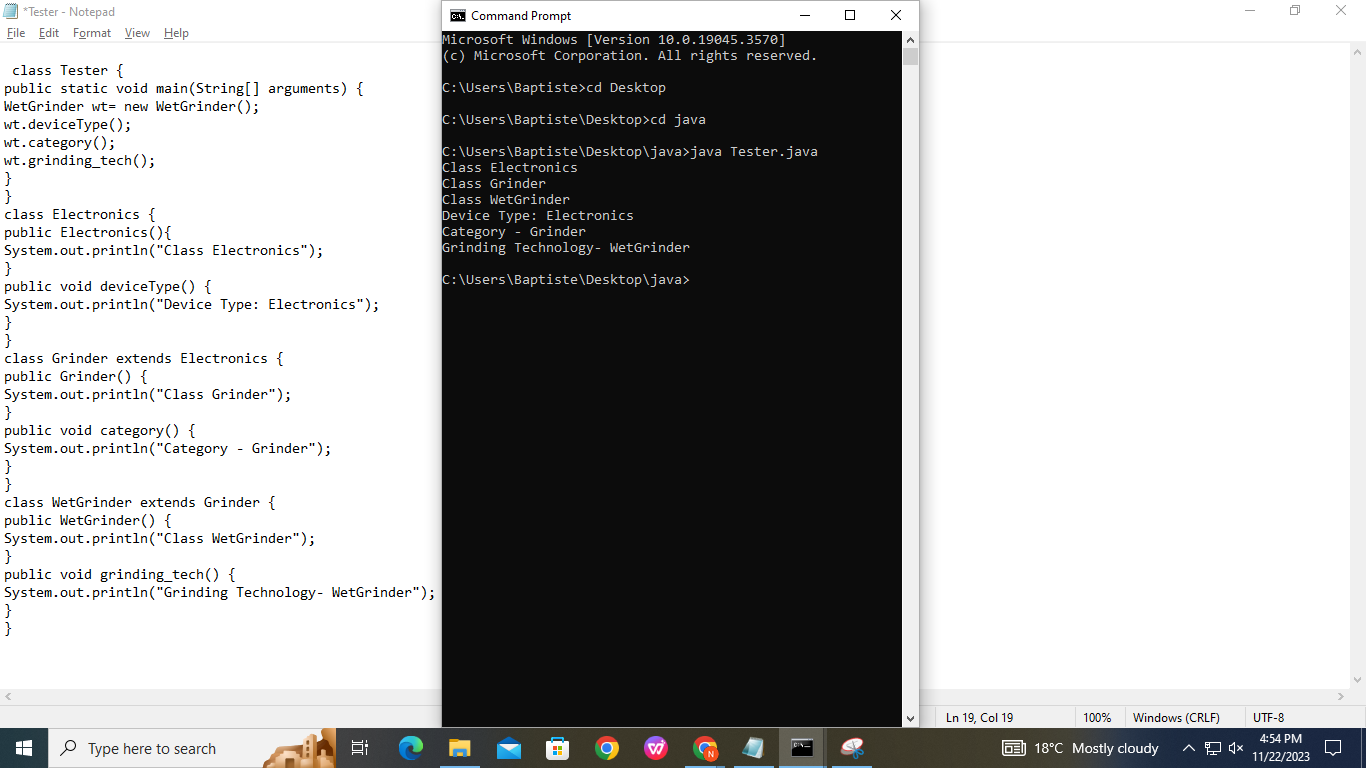 *Tester - Notepad
File Edit Format View Help
class Tester {
public static void main(String[] arguments) {
WetGrinder wt= new WetGrinder();
wt.deviceType();
wt.category();
wt.grinding_tech();
}
}
class Electronics {
public Electronics(){
System.out.println("Class Electronics");
}
public void deviceType() {
System.out.println("Device Type: Electronics");
}
}
class Grinder extends Electronics {
public Grinder() {
System.out.println("Class Grinder");
}
public void category() {
System.out.println("Category - Grinder");
}
}
class WetGrinder extends Grinder {
public WetGrinder() {
System.out.println("Class WetGrinder");
}
public void grinding_tech() {
System.out.println("Grinding Technology- WetGrinder");
}
}
Command Prompt
Microsoft Windows [Version 10.0.19045.3570]
(c) Microsoft Corporation. All rights reserved.
C:\Users\Baptiste>cd Desktop
C:\Users\Baptiste\Desktop>cd java
C:\Users\Baptiste\Desktop\java>java Tester.java
Class Electronics
Class Grinder
Class WetGrinder
Device Type: Electronics
Category - Grinder
Grinding Technology- WetGrinder
C:\Users\Baptiste\Desktop\java>
Ln 19, Col 19 100% Windows (CRLF) UTF-8
Type here to search
18°C Mostly cloudy
4:54 PM
11/22/2023